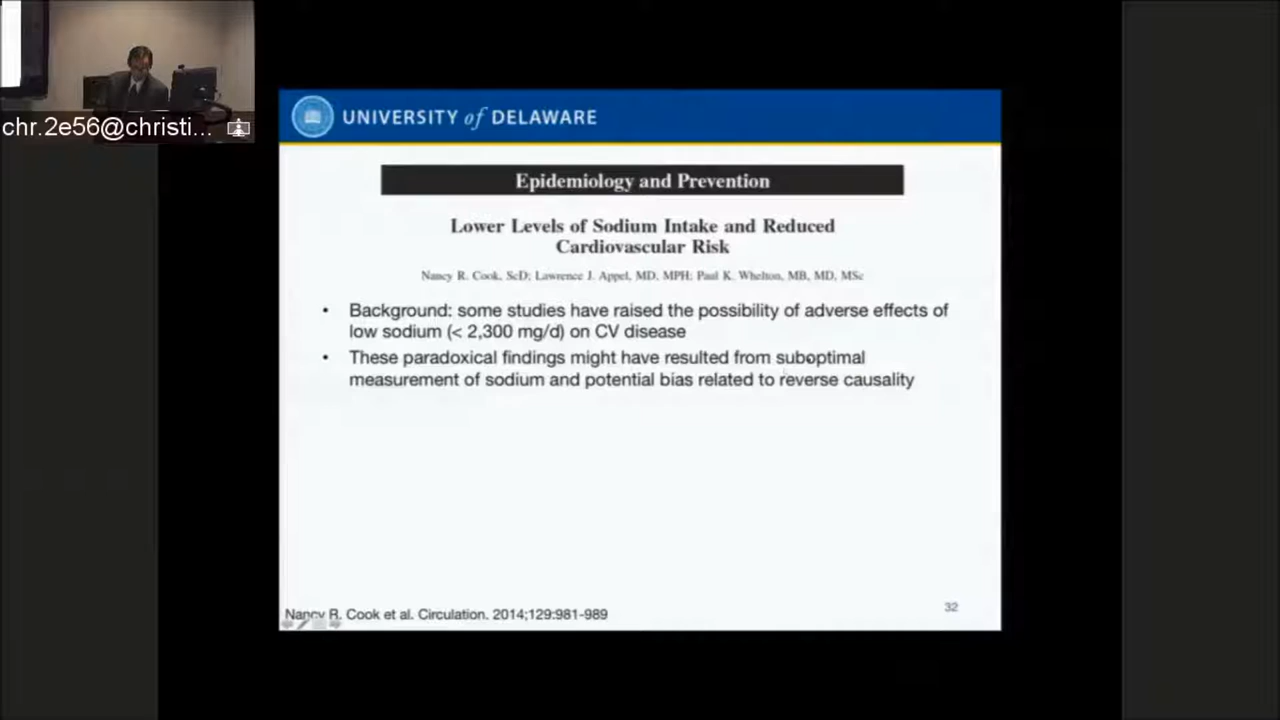 chr.2e56@christi...
UNIVERSITY of DELAWARE
Epidemiology and Prevention
Lower Levels of Sodium Intake and Reduced
Cardiovascular Risk
Nancy R. Cook, ScD; Lawrence J. Appel, MD, MPH; Paul K. Whelton, MB, MD, MSc
• Background: some studies have raised the possibility of adverse effects of
low sodium (< 2,300 mg/d) on CV disease
• These paradoxical findings might have resulted from suboptimal
measurement of sodium and potential bias related to reverse causality
Nancy R. Cook et al. Circulation. 2014;129:981-989
32